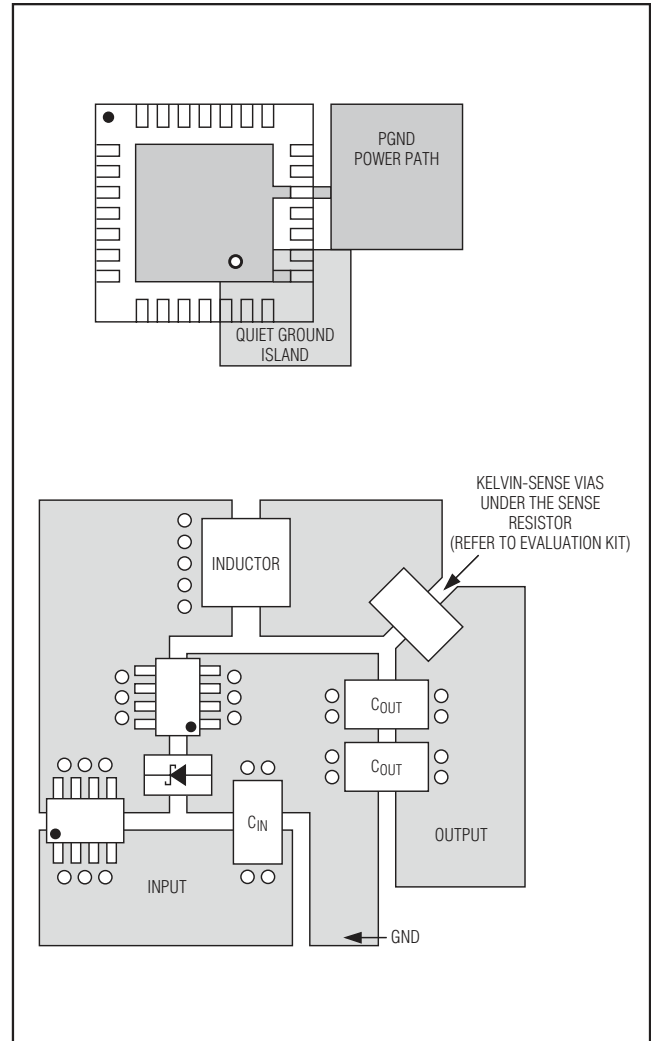 PGND
POWER PATH
QUIET GROUND
ISLAND
KELVIN-SENSE VIAS
UNDER THE SENSE
RESISTOR
(REFER TO EVALUATION KIT)
INDUCTOR
COUT
COUT
CIN
OUTPUT
INPUT
GND